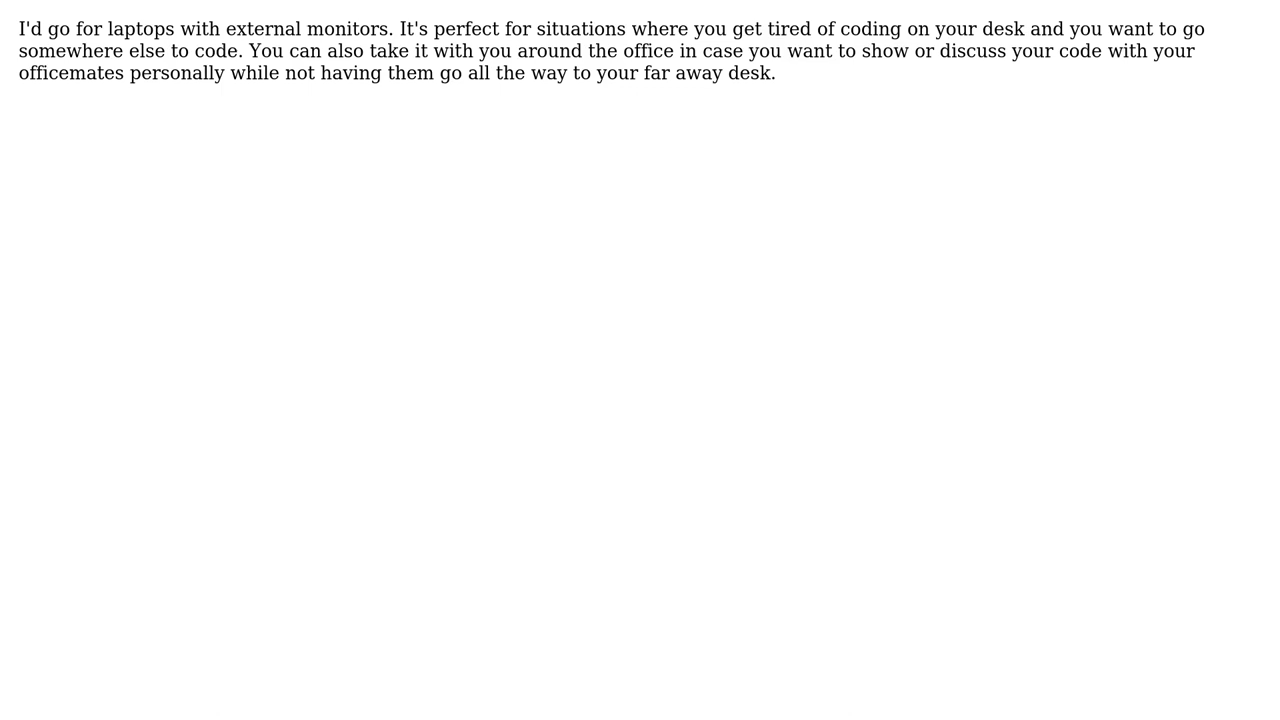 I'd go for laptops with external monitors. It's perfect for situations where you get tired of coding on your desk and you want to go
somewhere else to code. You can also take it with you around the office in case you want to show or discuss your code with your
officemates personally while not having them go all the way to your far away desk.